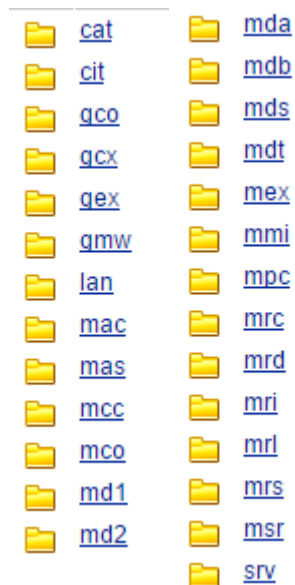 cat
cit
gco
gcx
gex
gmw
lan
mac
mas
mcc
mco
md1
md2
mda
mdb
mds
mdt
mex
mmi
mpc
mrc
mrd
mri
mrl
mrs
msr
srv